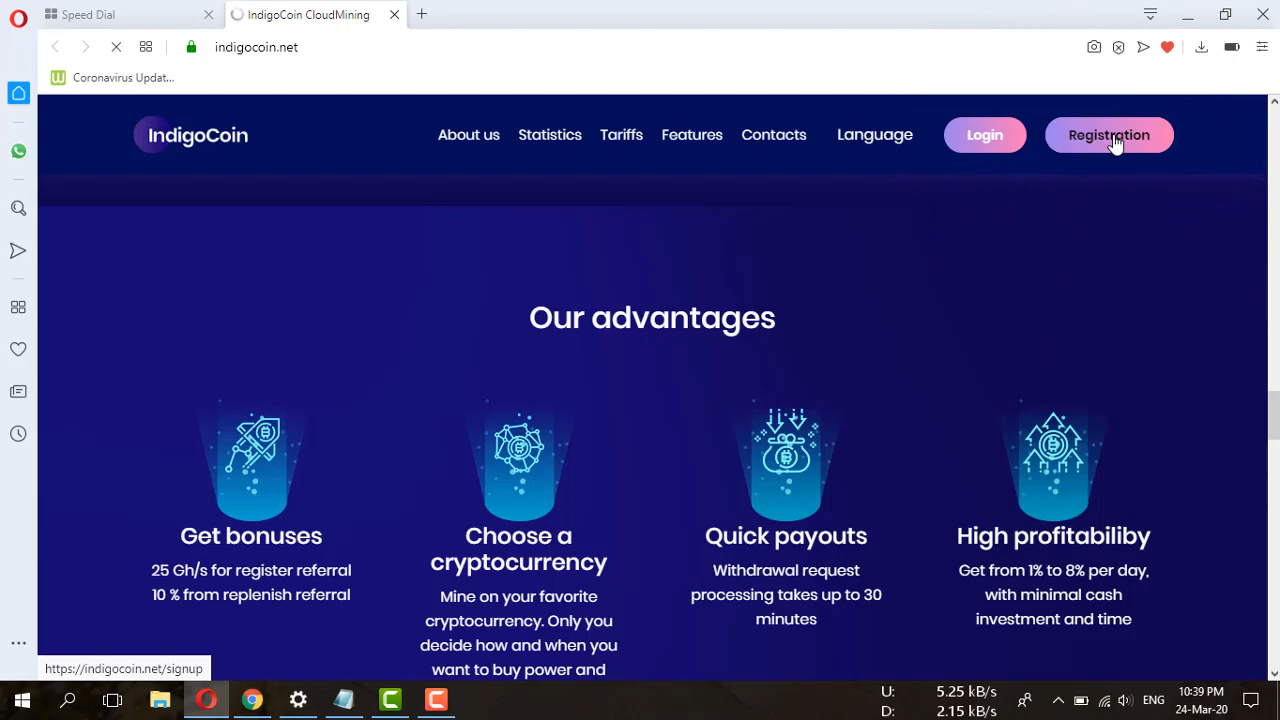 Speed Dial
IndigoCoin CloudMining
indigocoin.net
Coronavirus Updat...
IndigoCoin
About us
Statistics
Tariffs
Features
Contacts
Language
Login
Registration
Our advantages
Get bonuses
25 Gh/s for register referral
10 % from replenish referral
Choose a
cryptocurrency
Mine on your favorite
cryptocurrency. Only you
decide how and when you
want to buy power and
Quick payouts
Withdrawal request
processing takes up to 30
minutes
High profitabiliby
Get from 1% to 8% per day,
with minimal cash
investment and time
https://indigocoin.net/signup
U: 5.25 kB/s
D: 2.15 kB/s
ENG
10:39 PM
24-Mar-20